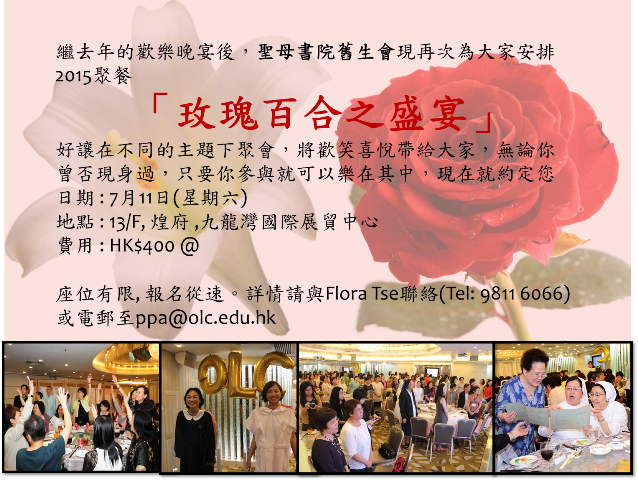 繼去年的歡樂晚宴後，聖母書院舊生會現再次為大家安排
2015聚餐
「玫瑰百合之盛宴」
好讓在不同的主題下聚會，將歡笑喜悅帶給大家，無論你
曾否現身過，只要你參與就可以樂在其中，現在就約定您
日期 : 7月11日(星期六)
地點 : 13/F, 煌府 ,九龍灣國際展貿中心
費用 : HK$400 @
座位有限, 報名從速。詳情請與Flora Tse聯絡(Tel: 9811 6066)
或電郵至ppa@olc.edu.hk
OLC